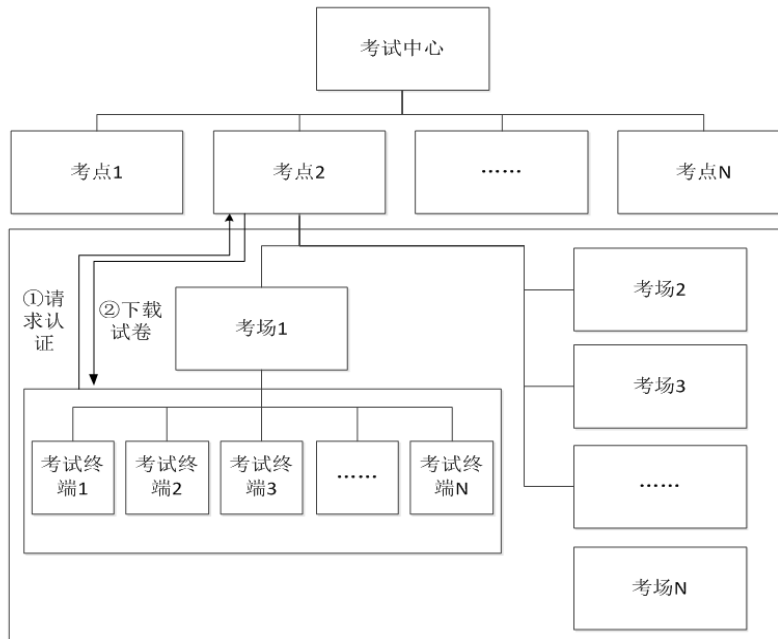 考试中心
考点1
考点2
……
考点N
①请
求认
证
②下载
试卷
考场1
考场2
考场3
……
考场N
考试终
端1
考试终
端2
考试终
端3
……
考试终
端N